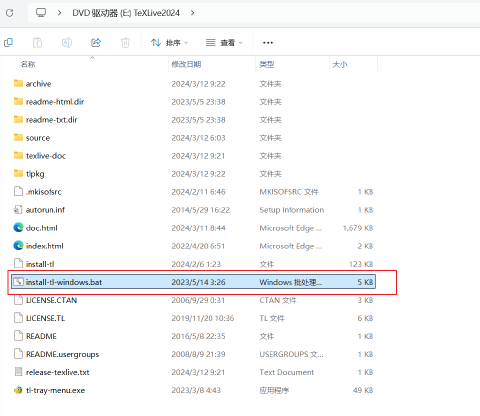 DVD 驱动器 (E:) TeXLive2024
排序 查看 ...
名称 修改日期 类型 大小
archive 2024/3/12 9:22 文件夹
readme-html.dir 2023/5/5 23:38 文件夹
readme-txt.dir 2023/5/5 23:38 文件夹
source 2024/3/12 6:03 文件夹
texlive-doc 2024/3/12 9:21 文件夹
tlpkg 2024/3/12 9:22 文件夹
.mkisofsrc 2024/2/11 6:46 MKISOFSRC 文件 1 KB
autorun.inf 2014/5/29 16:22 Setup Information 1 KB
doc.html 2024/3/11 8:44 Microsoft Edge ... 1,679 KB
index.html 2022/4/20 6:51 Microsoft Edge ... 3 KB
install-tl 2024/2/6 1:23 文件 123 KB
install-tl-windows.bat 2023/5/14 3:26 Windows 批处理... 5 KB
LICENSE.CTAN 2006/9/29 0:31 CTAN 文件 3 KB
LICENSE.TL 2019/11/20 10:36 TL 文件 6 KB
README 2016/5/8 22:35 文件 1 KB
README.usergroups 2008/8/9 21:39 USERGROUPS 文... 1 KB
release-texlive.txt 2024/3/12 9:21 Text Document 1 KB
tl-tray-menu.exe 2023/3/8 4:43 应用程序 49 KB